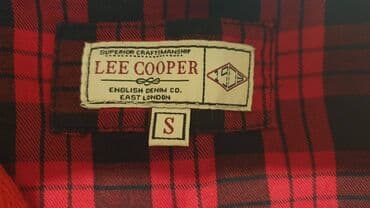 SUPERIOR CRAFTSMANSHIP
LEE COOPER
ENGLISH DENIM CO.
EAST LONDON
S